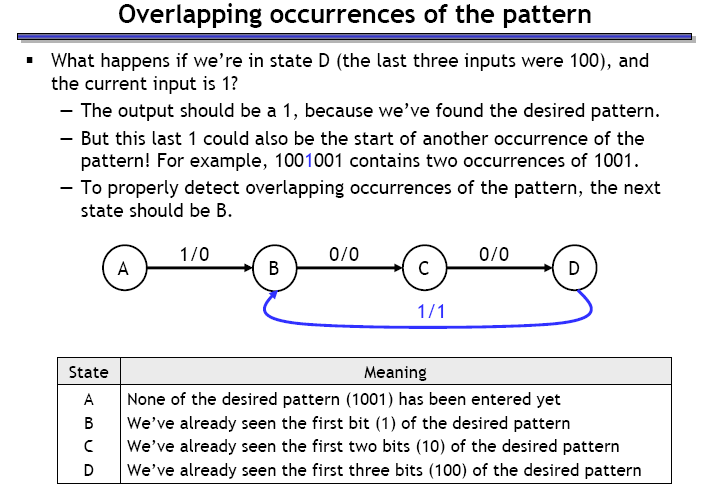 Overlapping occurrences of the pattern
▪ What happens if we're in state D (the last three inputs were 100), and
the current input is 1?
– The output should be a 1, because we've found the desired pattern.
– But this last 1 could also be the start of another occurrence of the
pattern! For example, 1001001 contains two occurrences of 1001.
– To properly detect overlapping occurrences of the pattern, the next
state should be B.
1/0 0/0 0/0
A B C D
1/1
State Meaning
A None of the desired pattern (1001) has been entered yet
B We've already seen the first bit (1) of the desired pattern
C We've already seen the first two bits (10) of the desired pattern
D We've already seen the first three bits (100) of the desired pattern